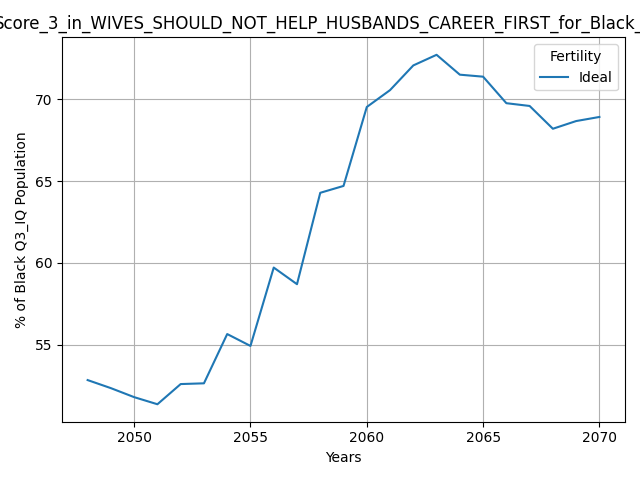 Score_3_in_WIVES_SHOULD_NOT_HELP_HUSBANDS_CAREER_FIRST_for_Black_
Fertility
Ideal
70
65
60
55
% of Black Q3_IQ Population
2050 2055 2060 2065 2070
Years